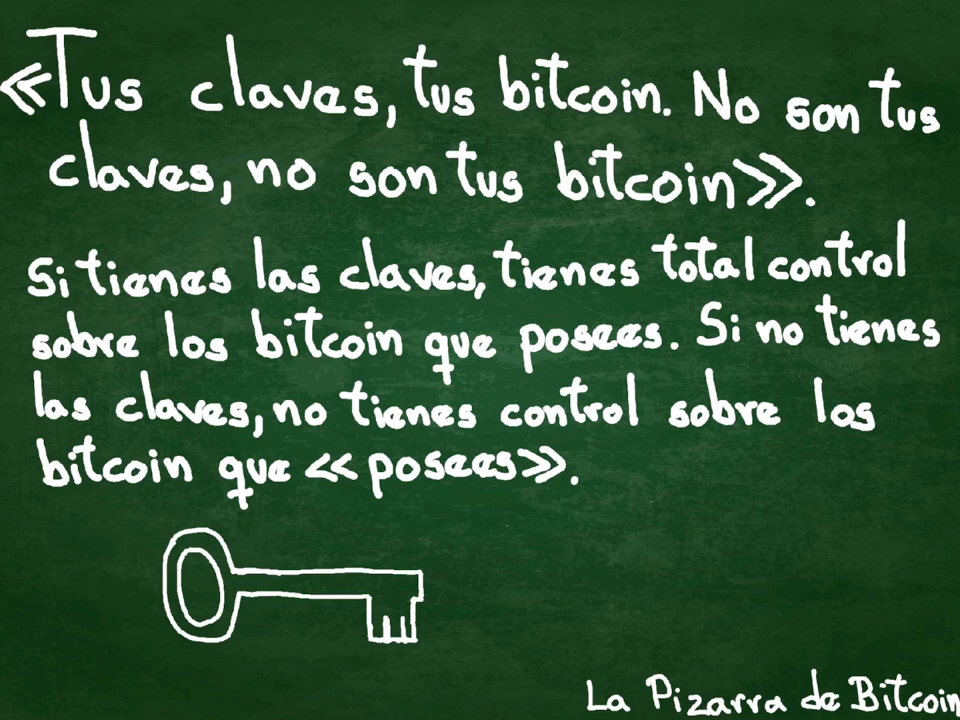 «Tus claves, tus bitcoin. No son tus
claves, no son tus bitcoin».
Si tienes las claves, tienes total control
sobre los bitcoin que posees. Si no tienes
las claves, no tienes control sobre los
bitcoin que «posees».
La Pizarra de Bitcoin